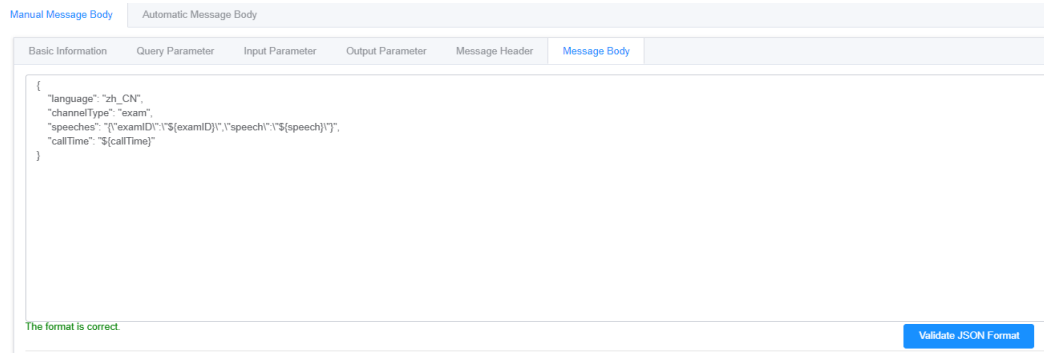 Manual Message Body Automatic Message Body
Basic Information Query Parameter Input Parameter Output Parameter Message Header Message Body
{
"language": "zh_CN",
"channelType": "exam",
"speeches": "{\"examID\":\"${examID}\",\"speech\":\"${speech}\"}",
"callTime": "${callTime}"
}
The format is correct.
Validate JSON Format